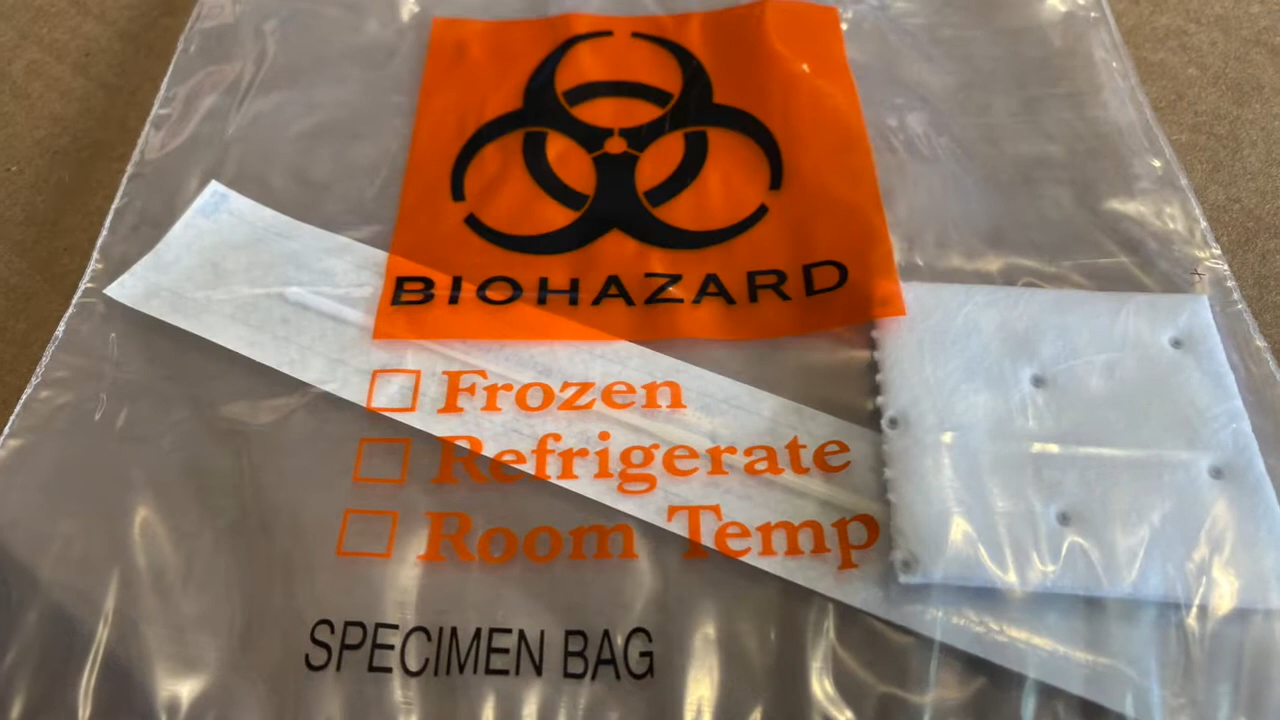 BIOHAZARD
Frozen
Refrigerate
Room Temp
SPECIMEN BAG